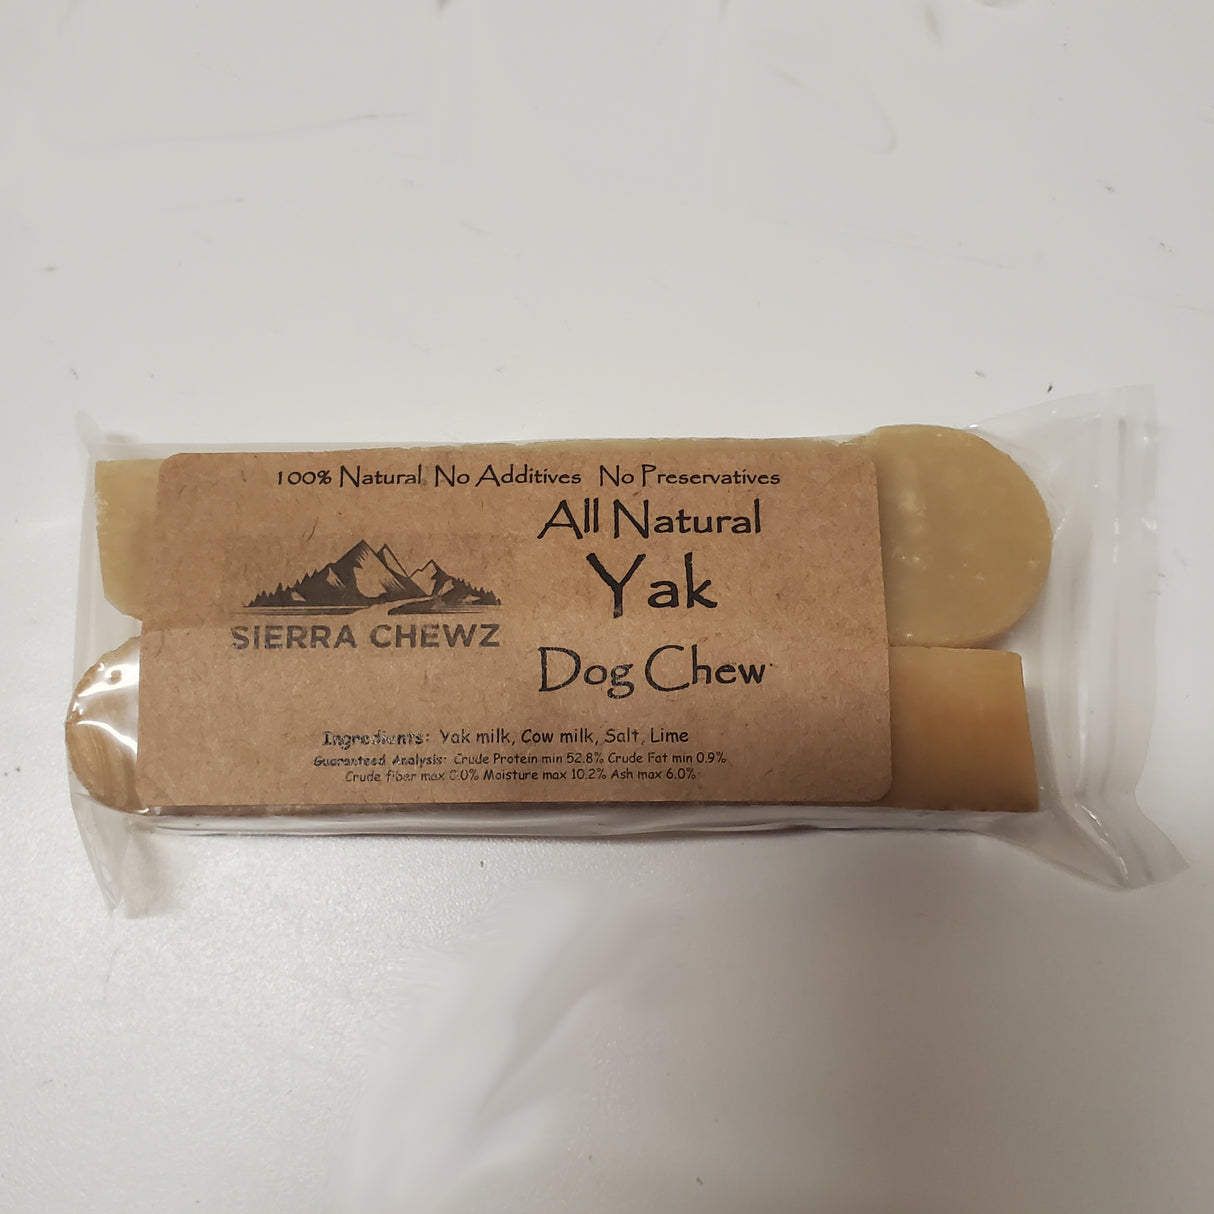 100% Natural No Additives No Preservatives
All Natural
Yak
SIERRA CHEWZ
Dog Chew
Ingredients: Yak milk, Cow milk, Salt, Lime
Guaranteed Analysis: Crude Protein min 52.8% Crude Fat min 0.9%
Crude fiber max Moisture max 10.2% Ash max 6.0%